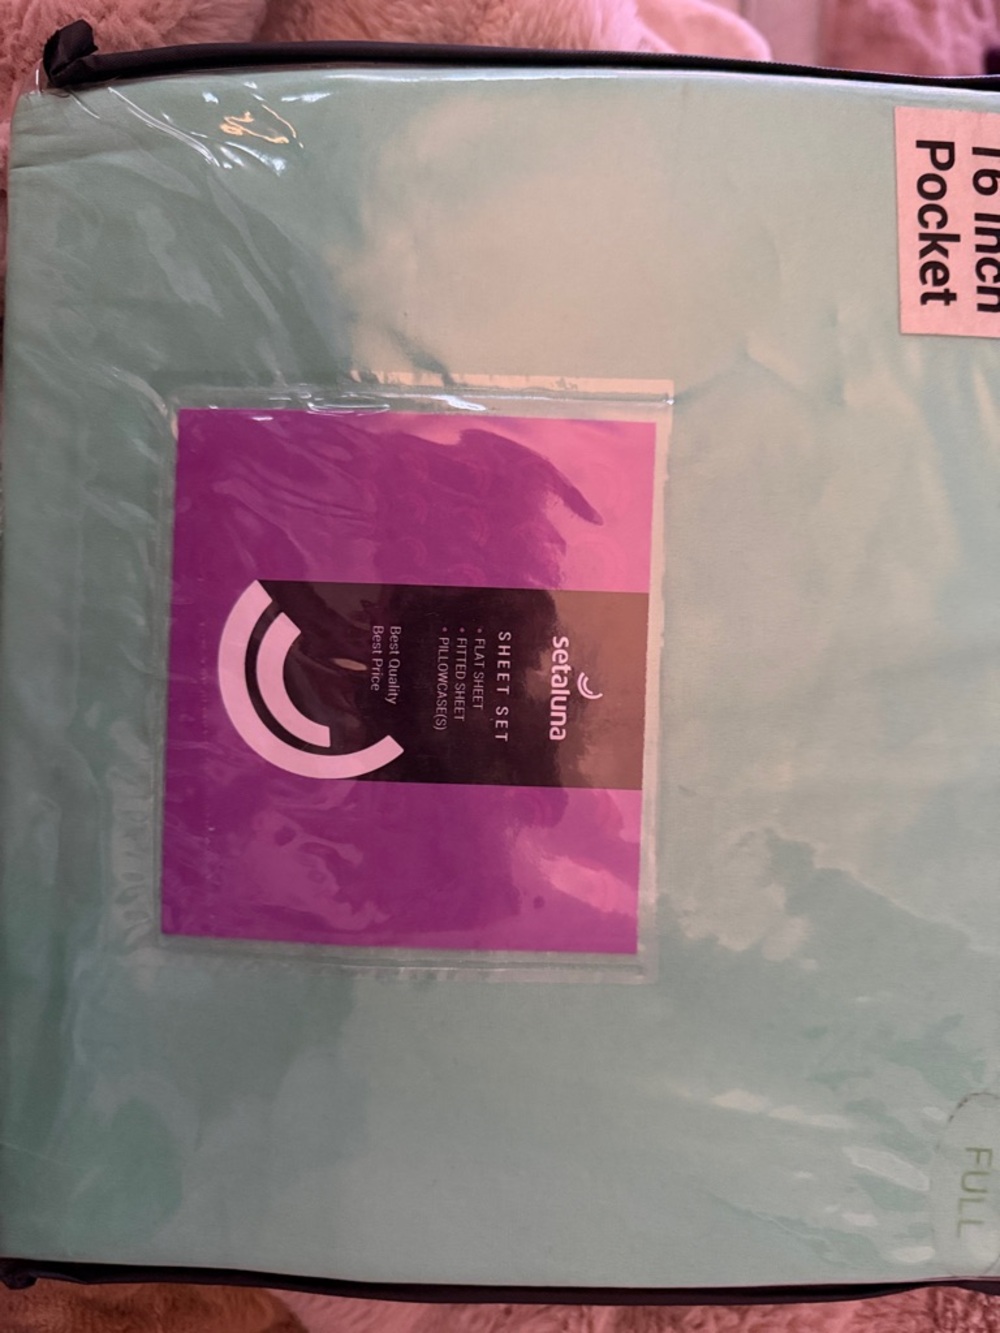 16 Inch
Pocket
setaluna
SHEET SET
• FLAT SHEET
• FITTED SHEET
• PILLOWCASE(S)
Best Quality
Best Price
FULL